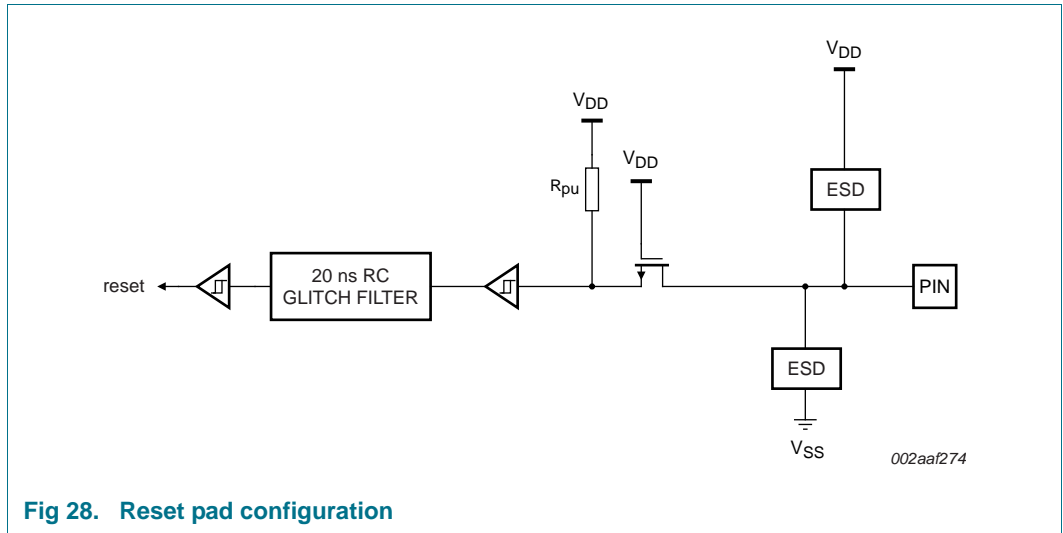 VDD
VDD
VDD
Rpu
ESD
reset
20 ns RC
GLITCH FILTER
PIN
ESD
VSS
002aaf274
Fig 28. Reset pad configuration